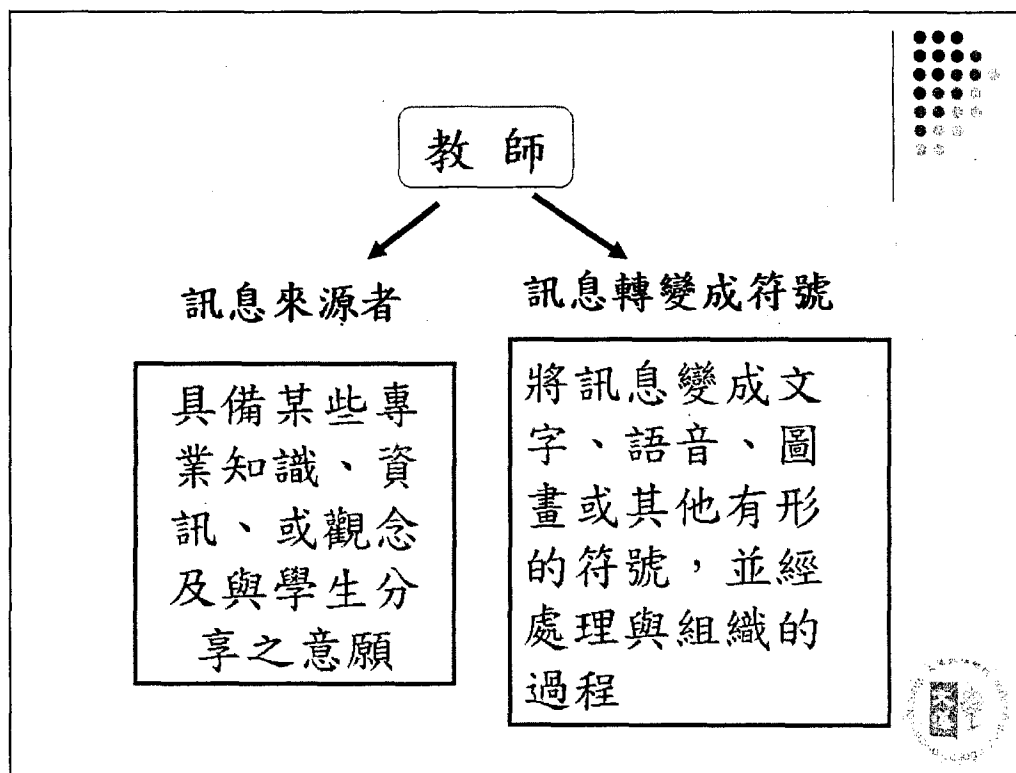 教師
訊息來源者
訊息轉變成符號
具備某些專
業知識、資
訊、或觀念
及與學生分
享之意願
將訊息變成文
字、語音、圖
畫或其他有形
的符號,並經
處理與組織的
過程